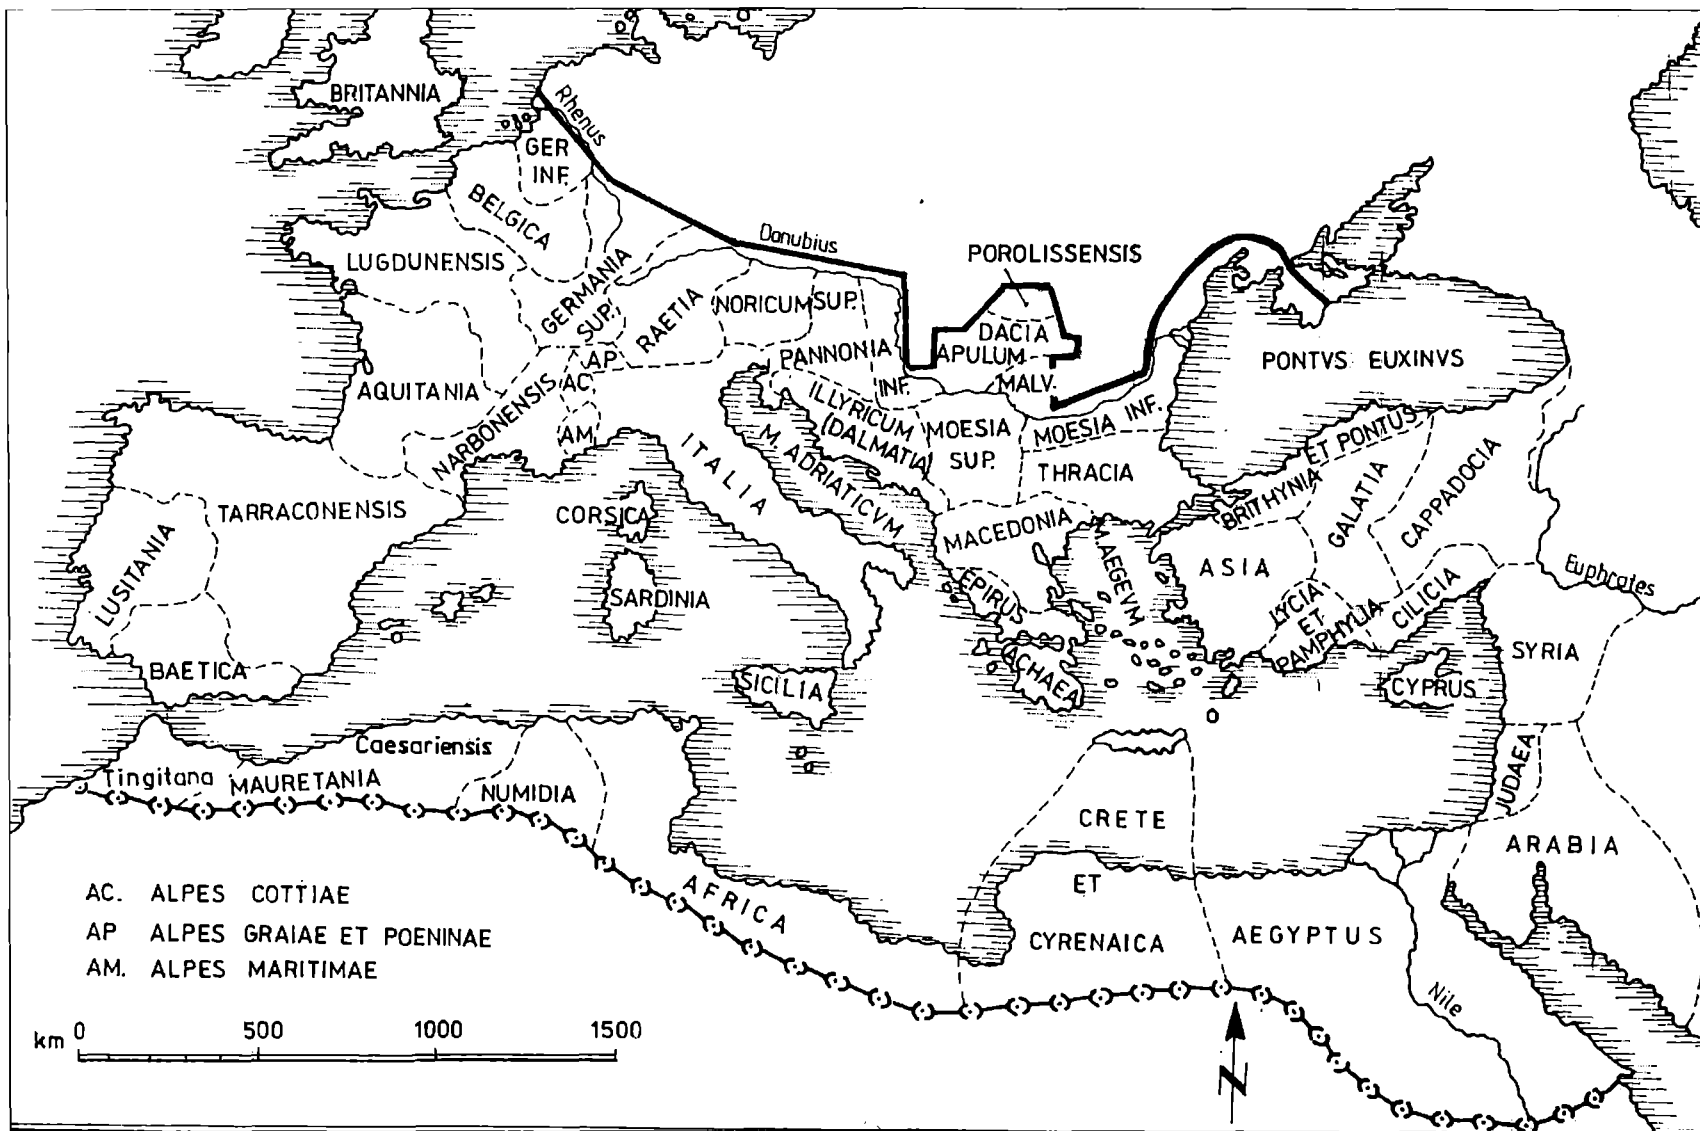 BRITANNIA
Rhenus
GER
INF.
BELGICA
LUGDUNENSIS
GERMANIA
SUP.
Danubius
POROLISSENSIS
RAETIA
NORICUM
SUP.
DACIA
APULUM
MALV.
PANNONIA
INF.
PONTVS EUXINVS
AQUITANIA
AP
AC
AM
NARBONENSIS
ITALIA
ILLYRICUM
(DALMATIA)
M. ADRIATICVM
MOESIA
SUP.
MOESIA INF.
THRACIA
MACEDONIA
BRITHYNIA
ET PONTUS
GALATIA
CAPPADOCIA
Euphrates
TARRACONENSIS
LUSITANIA
BAETICA
CORSICA
SARDINIA
SICILIA
EPIRUS
ACHAEA
M. AEGEVM
ASIA
LYCIA
ET
PAMPHYLIA
CILICIA
CYPRUS
SYRIA
JUDAEA
ARABIA
Tingitana
MAURETANIA
Caesariensis
NUMIDIA
AFRICA
CRETE
ET
CYRENAICA
AEGYPTUS
Nile
AC. ALPES COTTIAE
AP ALPES GRAIAE ET POENINAE
AM. ALPES MARITIMAE
km 0 500 1000 1500
N